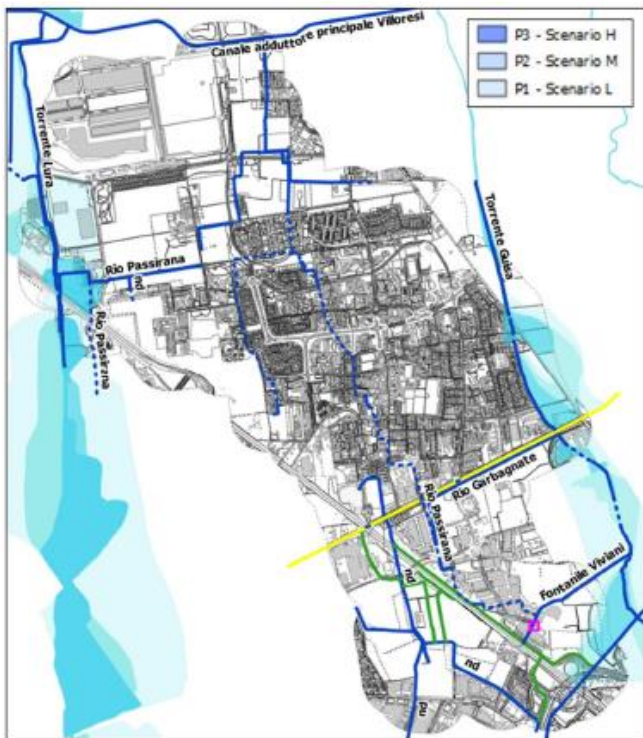 Canale adduttore principale Villoresi
P3 - Scenario H
P2 - Scenario M
P1 - Scenario L
Torrente Lura
Torrente Guisa
Rio Passirana
nd
Rio Passirana
Rio Garbagnate
Rio Passirana
Fontanile Viviani
nd
nd
nd